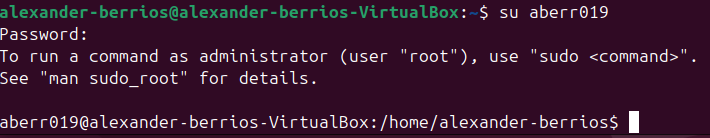 alexander-berrios@alexander-berrios-VirtualBox:~$ su aberr019
Password:
To run a command as administrator (user "root"), use "sudo <command>".
See "man sudo_root" for details.
aberr019@alexander-berrios-VirtualBox:/home/alexander-berrios$